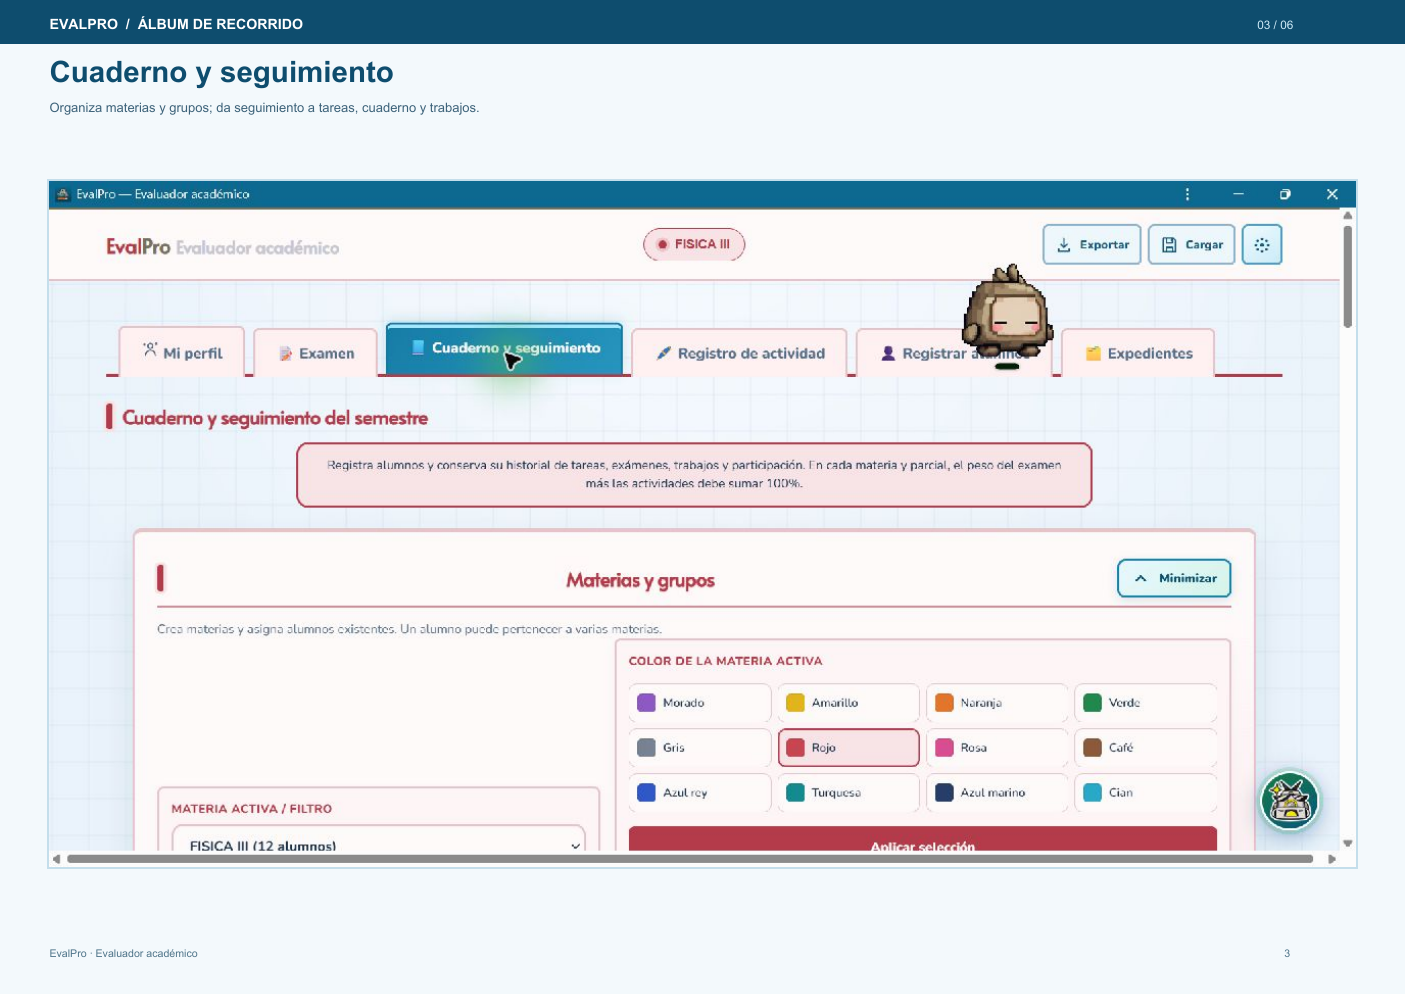 EVALPRO / ÁLBUM DE RECORRIDO
03 / 06
Cuaderno y seguimiento
Organiza materias y grupos; da seguimiento a tareas, cuaderno y trabajos.
EvalPro — Evaluador académico
EvalPro Evaluador académico
FISICA III
Exportar
Cargar
Mi perfil
Examen
Cuaderno y seguimiento
Registro de actividad
Registrar
Expedientes
Cuaderno y seguimiento del semestre
Registra alumnos y conserva su historial de tareas, exámenes, trabajos y participación. En cada materia y parcial, el peso del examen
más las actividades debe sumar 100%.
Materias y grupos
Minimizar
Crea materias y asigna alumnos existentes. Un alumno puede pertenecer a varias materias.
COLOR DE LA MATERIA ACTIVA
Morado
Amarillo
Naranja
Verde
Gris
Rojo
Rosa
Café
Azul rey
Turquesa
Azul marino
Cian
MATERIA ACTIVA / FILTRO
FISICA III (12 alumnos)
Aplicar selección
EvalPro · Evaluador académico
3